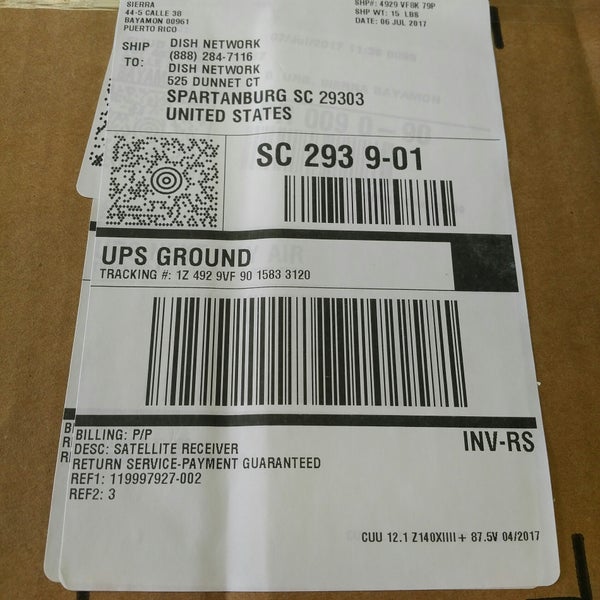 SIERRA
44-5 CALLE 38
BAYAMON 00961
PUERTO RICO
SHP#: 4929 VF8K 79P
SHP WT: 15 LBS
DATE: 06 JUL 2017
SHIP TO:
DISH NETWORK
(888) 284-7116
DISH NETWORK
525 DUNNET CT
SPARTANBURG SC 29303
UNITED STATES
SC 293 9-01
UPS GROUND
TRACKING #: 1Z 492 9VF 90 1583 3120
BILLING: P/P
DESC: SATELLITE RECEIVER
RETURN SERVICE-PAYMENT GUARANTEED
REF1: 119997927-002
REF2: 3
INV-RS
CUU 12.1 Z140XIIII+ 87.5V 04/2017